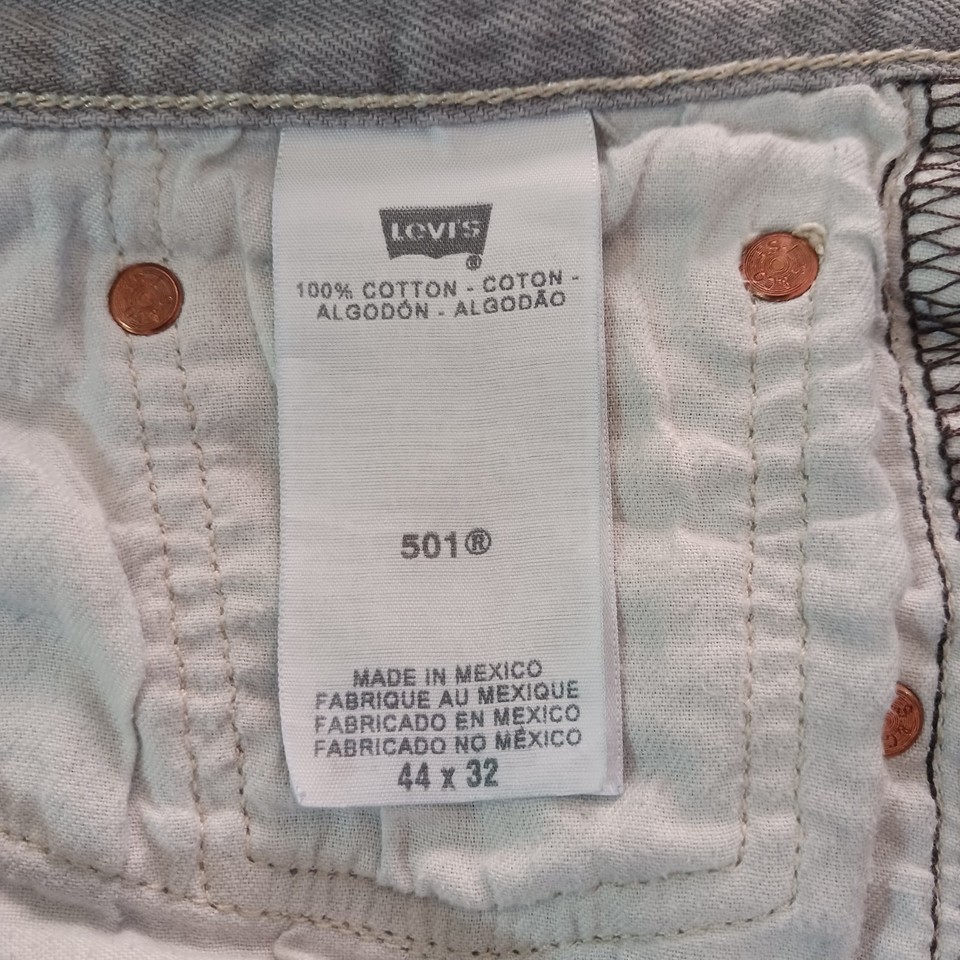 Levi's
®
100% COTTON - COTON -
ALGODÓN - ALGODÃO
501®
MADE IN MEXICO
FABRIQUE AU MEXIQUE
FABRICADO EN MEXICO
FABRICADO NO MÉXICO
44 x 32